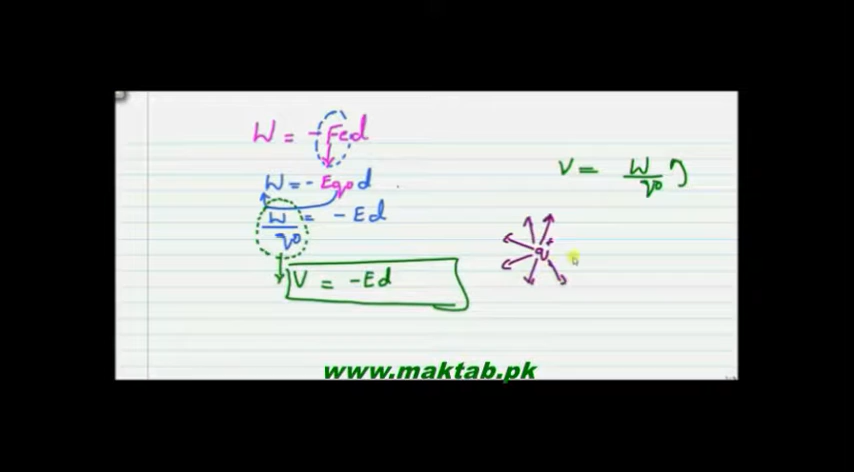 W = -Fed
W = -Eq₀d
W/q₀ = -Ed
V = -Ed
V = W/q₀
q⁺
www.maktab.pk